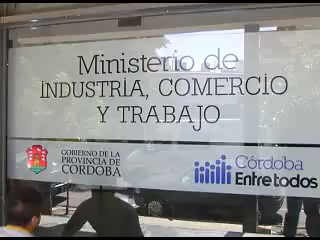 Ministerio de
INDUSTRIA, COMERCIO
Y TRABAJO
GOBIERNO DE LA
PROVINCIA DE
CORDOBA
Córdoba
Entre todos